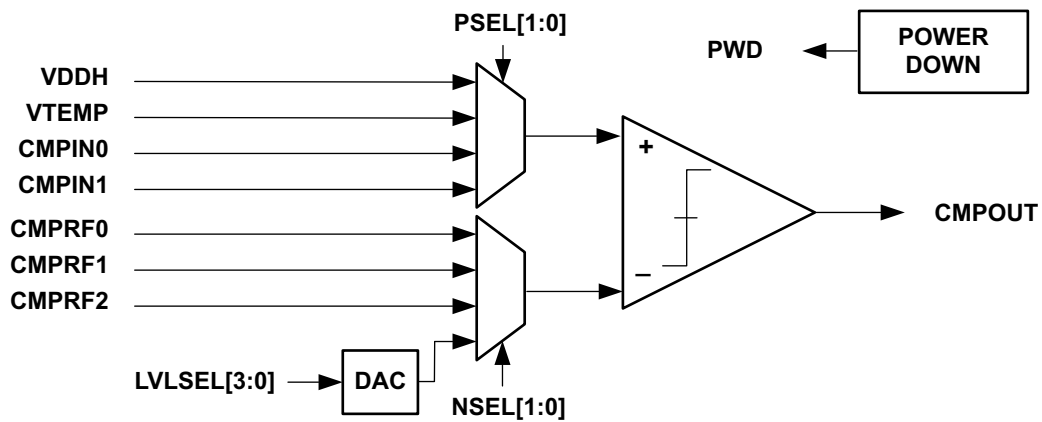 PSEL[1:0]
PWD
POWER
DOWN
VDDH
VTEMP
CMPIN0
CMPIN1
CMPRF0
CMPRF1
CMPRF2
+
−
CMPOUT
LVLSEL[3:0]
DAC
NSEL[1:0]